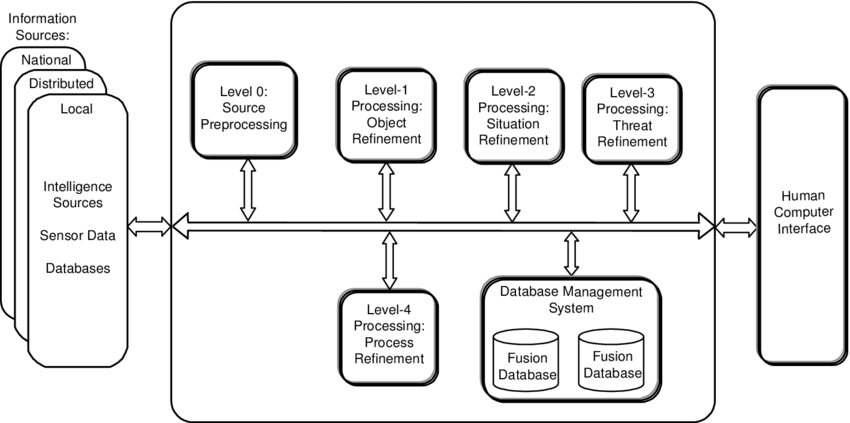 Information
Sources:
National
Distributed
Local
Intelligence
Sources
Sensor Data
Databases
Level 0:
Source
Preprocessing
Level-1
Processing:
Object
Refinement
Level-2
Processing:
Situation
Refinement
Level-3
Processing:
Threat
Refinement
Human
Computer
Interface
Level-4
Processing:
Process
Refinement
Database Management
System
Fusion
Database
Fusion
Database